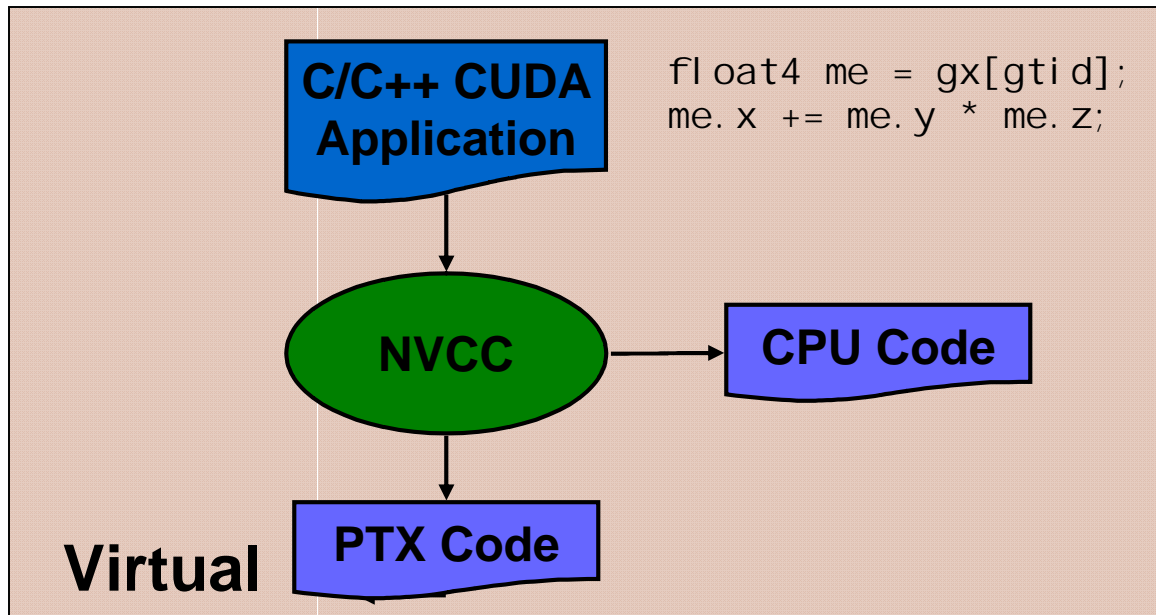 C/C++ CUDA
Application
float4 me = gx[gtid];
me.x += me.y * me.z;
NVCC
CPU Code
PTX Code
Virtual